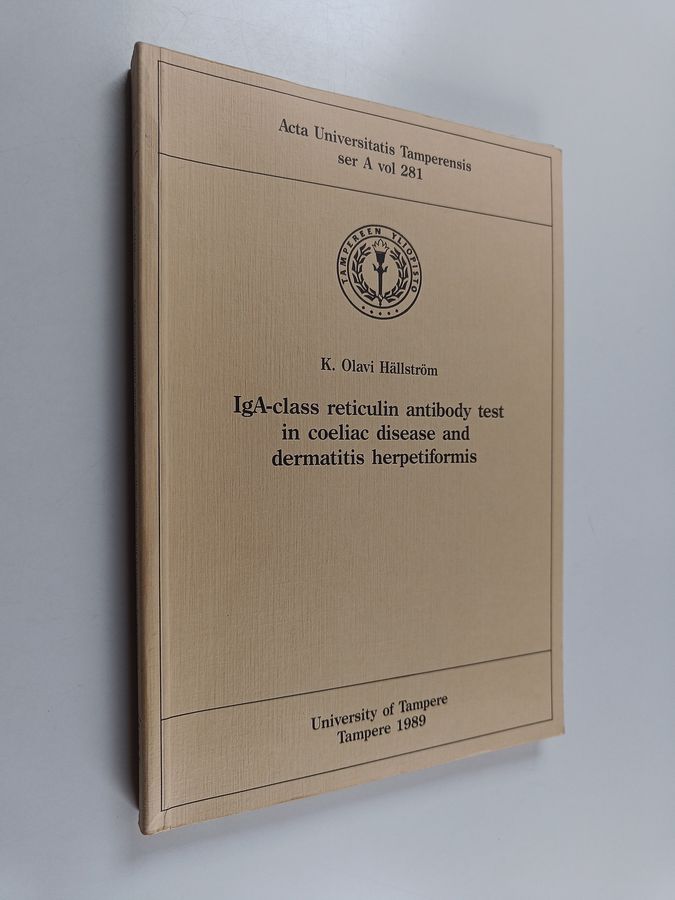 Acta Universitatis Tamperensis
ser A vol 281
TAMPEREEN YLIOPISTO
K. Olavi Hällström
IgA-class reticulin antibody test
in coeliac disease and
dermatitis herpetiformis
University of Tampere
Tampere 1989